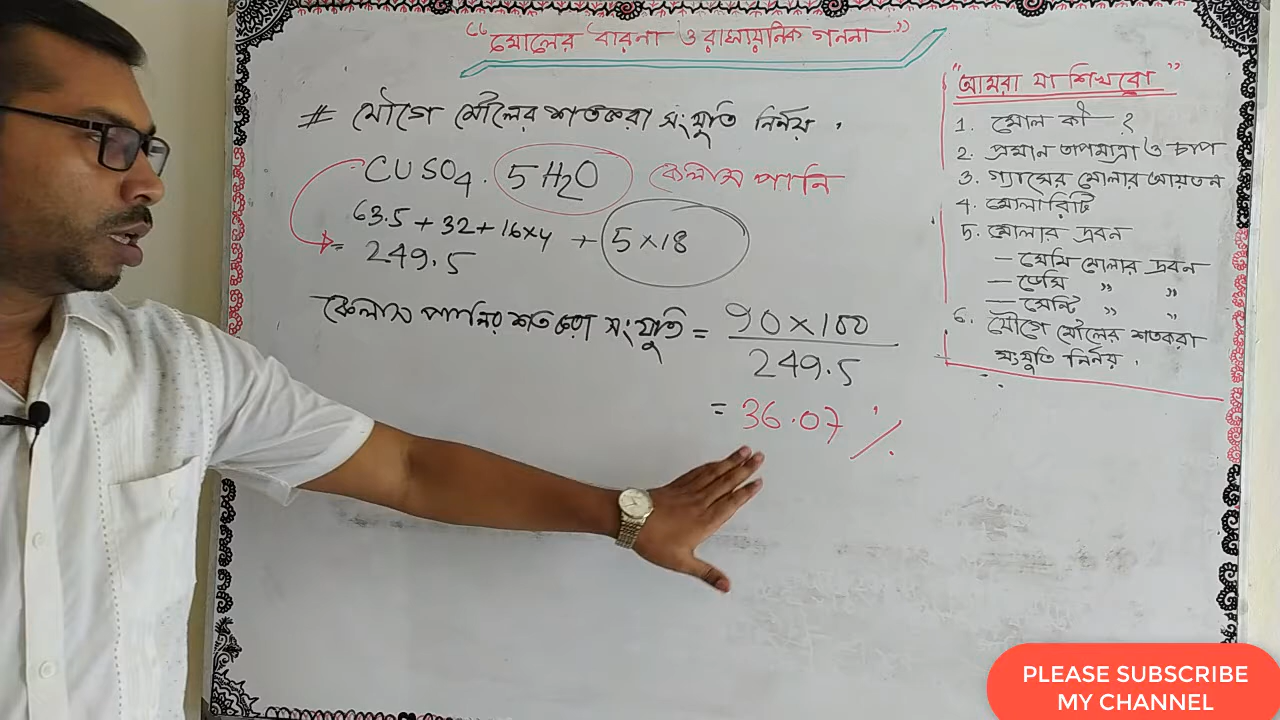 "মোলের ধারনা ও রাসায়নিক গননা"
# যৌগে মৌলের শতকরা সংযুতি নির্নয়।
CUSO4. 5H2O কেলাস পানি
63.5 + 32 + 16×4 + 5×18
= 249.5
কেলাস পানির শতকরা সংযুতি = 90×100 / 249.5
= 36.07 %
"আমরা যা শিখবো"
1. মোল কী ?
2. প্রমান তাপমাত্রা ও চাপ
3. গ্যাসের মোলার আয়তন
4. মোলারিটি
5. মোলার দ্রবন
— সেমি মোলার দ্রবন
— ডেসি " "
— সেন্টি " "
6. যৌগে মৌলের শতকরা
সংযুতি নির্নয়।
PLEASE SUBSCRIBE
MY CHANNEL